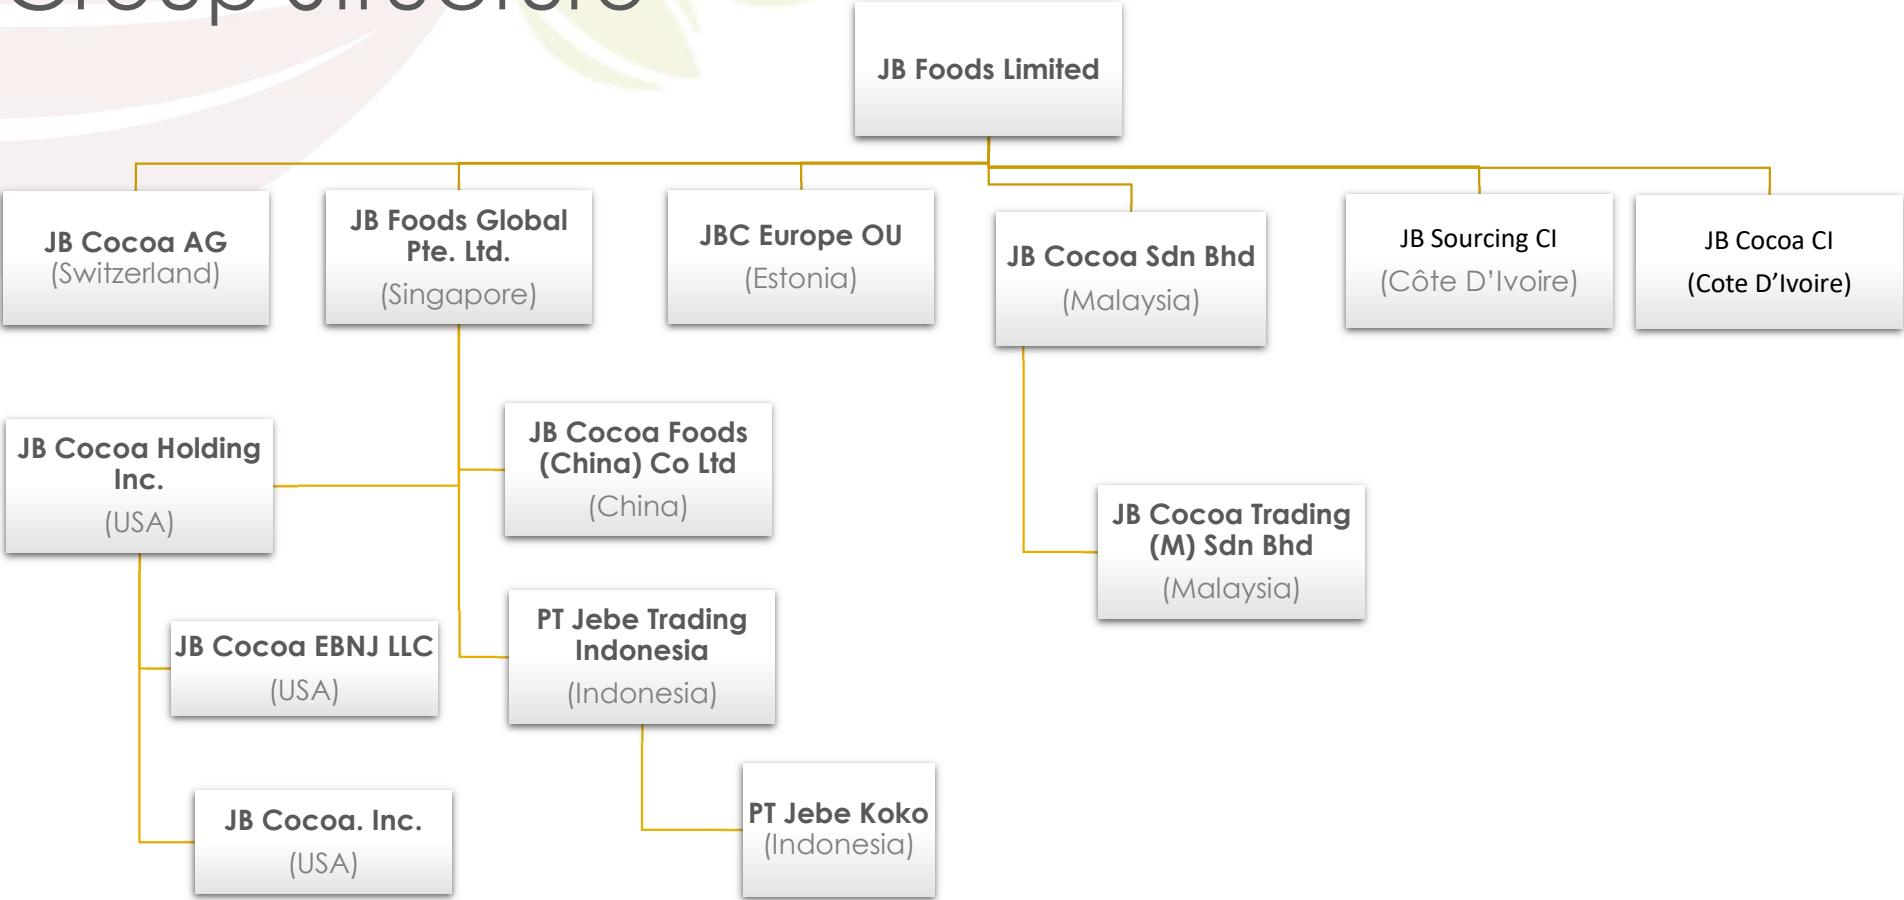 Group Structure
JB Foods Limited
JB Cocoa AG
(Switzerland)
JB Foods Global
Pte. Ltd.
(Singapore)
JBC Europe OU
(Estonia)
JB Cocoa Sdn Bhd
(Malaysia)
JB Sourcing CI
(Côte D’Ivoire)
JB Cocoa CI
(Cote D’Ivoire)
JB Cocoa Holding
Inc.
(USA)
JB Cocoa Foods
(China) Co Ltd
(China)
JB Cocoa Trading
(M) Sdn Bhd
(Malaysia)
JB Cocoa EBNJ LLC
(USA)
PT Jebe Trading
Indonesia
(Indonesia)
JB Cocoa. Inc.
(USA)
PT Jebe Koko
(Indonesia)